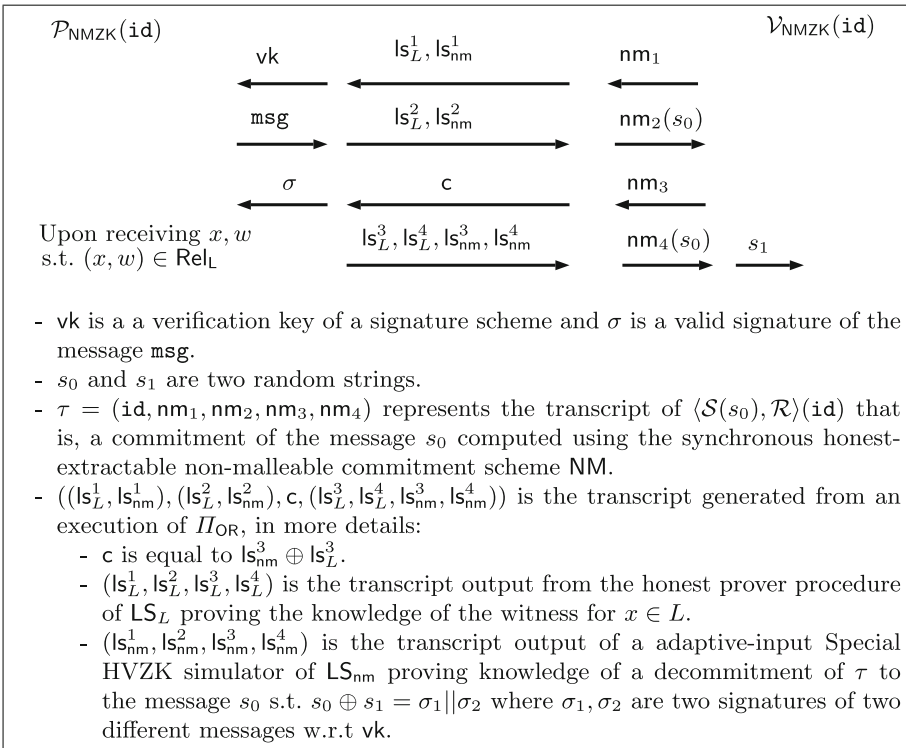 𝒫_NMZK(id) 𝒱_NMZK(id)
vk ls_L^1, ls_nm^1 nm_1
msg ls_L^2, ls_nm^2 nm_2(s_0)
σ c nm_3
Upon receiving x, w
s.t. (x, w) ∈ Rel_L ls_L^3, ls_L^4, ls_nm^3, ls_nm^4 nm_4(s_0) s_1
- vk is a a verification key of a signature scheme and σ is a valid signature of the
message msg.
- s_0 and s_1 are two random strings.
- τ = (id, nm_1, nm_2, nm_3, nm_4) represents the transcript of ⟨𝒮(s_0), ℛ⟩(id) that
is, a commitment of the message s_0 computed using the synchronous honest-
extractable non-malleable commitment scheme NM.
- ((ls_L^1, ls_nm^1), (ls_L^2, ls_nm^2), c, (ls_L^3, ls_L^4, ls_nm^3, ls_nm^4)) is the transcript generated from an
execution of Π_OR, in more details:
- c is equal to ls_nm^3 ⊕ ls_L^3.
- (ls_L^1, ls_L^2, ls_L^3, ls_L^4) is the transcript output from the honest prover procedure
of LS_L proving the knowledge of the witness for x ∈ L.
- (ls_nm^1, ls_nm^2, ls_nm^3, ls_nm^4) is the transcript output of a adaptive-input Special
HVZK simulator of LS_nm proving knowledge of a decommitment of τ to
the message s_0 s.t. s_0 ⊕ s_1 = σ_1||σ_2 where σ_1, σ_2 are two signatures of two
different messages w.r.t vk.